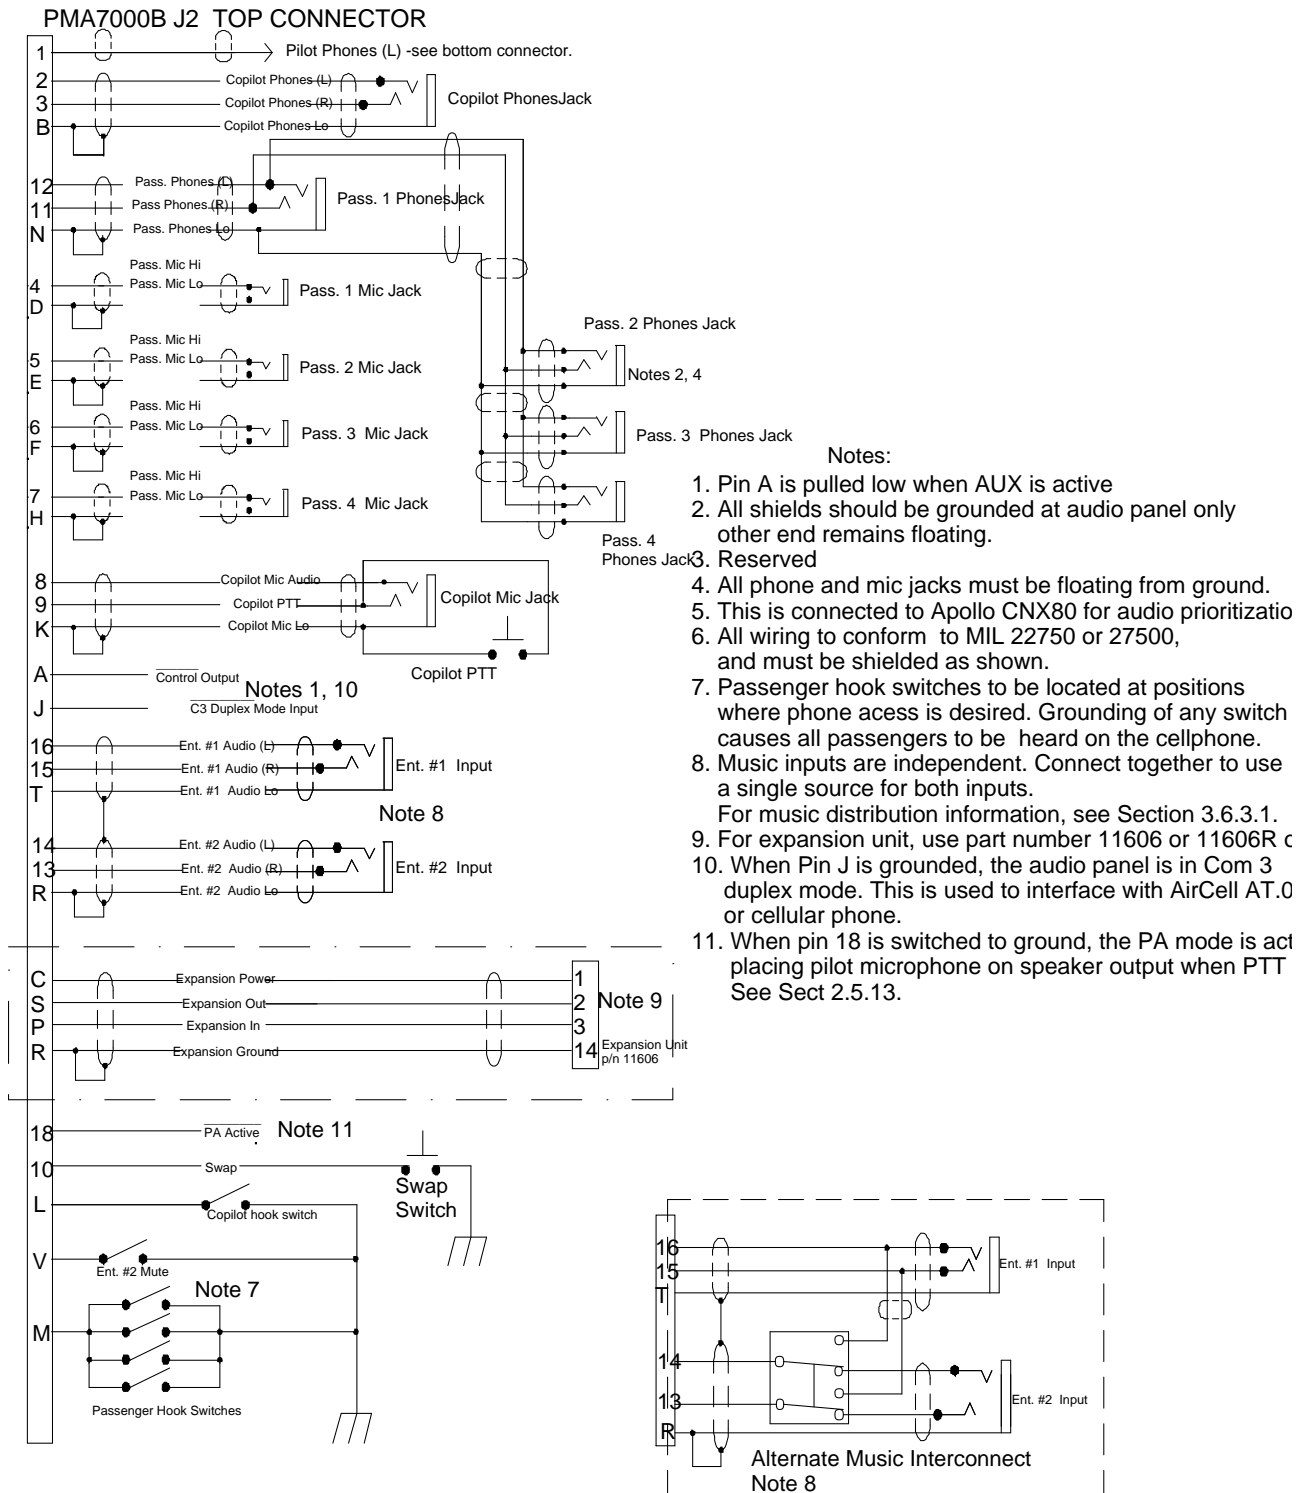 PMA7000B J2 TOP CONNECTOR
1
Pilot Phones (L) -see bottom connector.
2
Copilot Phones (L)
3
Copilot Phones (R)
Copilot PhonesJack
B
Copilot Phones Lo
12
Pass. Phones (L)
11
Pass Phones (R)
Pass. 1 PhonesJack
N
Pass. Phones Lo
Pass. Mic Hi
4
Pass. Mic Lo
Pass. 1 Mic Jack
D
Pass. 2 Phones Jack
Pass. Mic Hi
5
Pass. Mic Lo
Pass. 2 Mic Jack
E
Notes 2, 4
Pass. Mic Hi
6
Pass. Mic Lo
Pass. 3 Mic Jack
F
Pass. 3 Phones Jack
Pass. Mic Hi
7
Pass. Mic Lo
Pass. 4 Mic Jack
H
Pass. 4
Phones Jack
8
Copilot Mic Audio
9
Copilot PTT
Copilot Mic Jack
K
Copilot Mic Lo
Copilot PTT
A
Control Output
Notes 1, 10
J
C3 Duplex Mode Input
16
Ent. #1 Audio (L)
15
Ent. #1 Audio (R)
Ent. #1 Input
T
Ent. #1 Audio Lo
Note 8
14
Ent. #2 Audio (L)
13
Ent. #2 Audio (R)
Ent. #2 Input
R
Ent. #2 Audio Lo
C
Expansion Power
1
S
Expansion Out
2
Note 9
P
Expansion In
3
R
Expansion Ground
14
Expansion Unit
p/n 11606
18
PA Active
Note 11
10
Swap
Swap
Switch
L
Copilot hook switch
V
Ent. #2 Mute
Note 7
M
Passenger Hook Switches
Notes:
1. Pin A is pulled low when AUX is active
2. All shields should be grounded at audio panel only
other end remains floating.
3. Reserved
4. All phone and mic jacks must be floating from ground.
5. This is connected to Apollo CNX80 for audio prioritizatio
6. All wiring to conform to MIL 22750 or 27500,
and must be shielded as shown.
7. Passenger hook switches to be located at positions
where phone acess is desired. Grounding of any switch
causes all passengers to be heard on the cellphone.
8. Music inputs are independent. Connect together to use
a single source for both inputs.
For music distribution information, see Section 3.6.3.1.
9. For expansion unit, use part number 11606 or 11606R
10. When Pin J is grounded, the audio panel is in Com 3
duplex mode. This is used to interface with AirCell AT.0
or cellular phone.
11. When pin 18 is switched to ground, the PA mode is act
placing pilot microphone on speaker output when PTT
See Sect 2.5.13.
16
15
Ent. #1 Input
T
14
13
Ent. #2 Input
R
Alternate Music Interconnect
Note 8